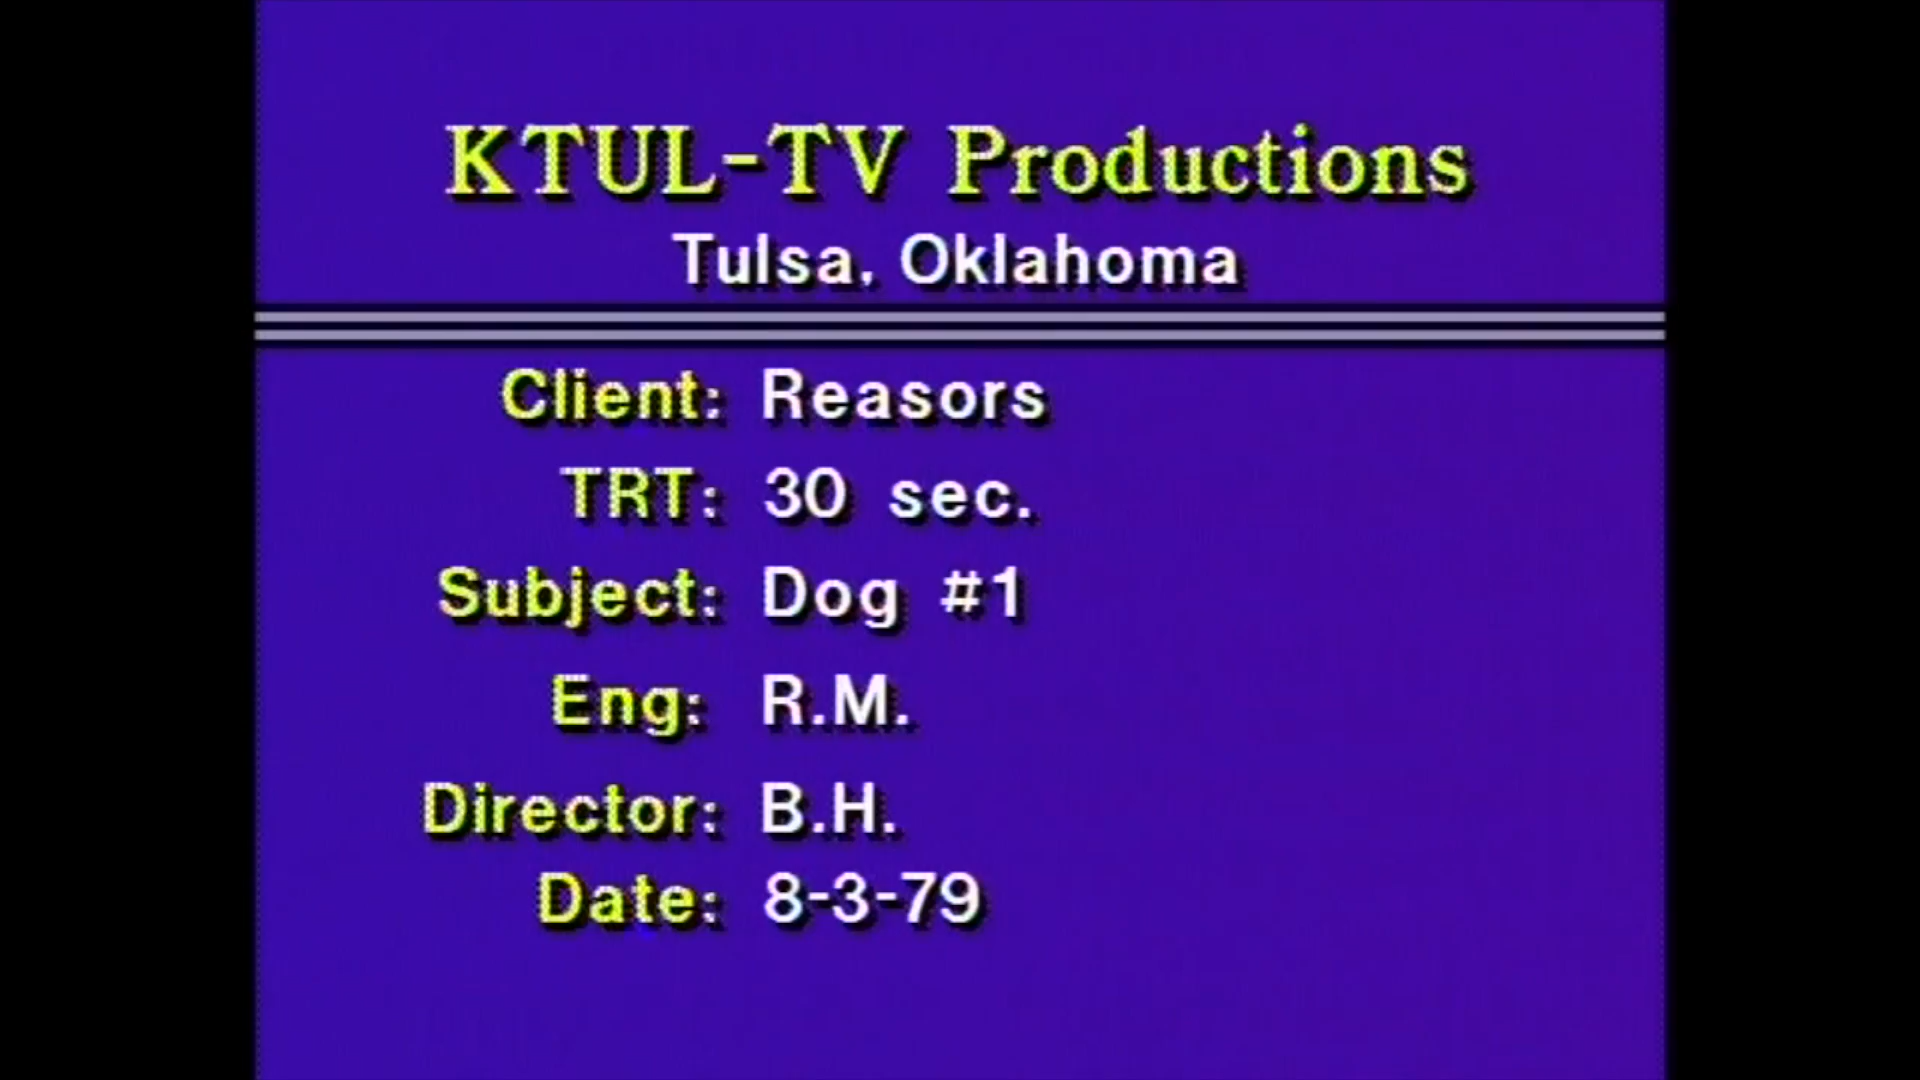 KTUL-TV Productions
Tulsa, Oklahoma
Client: Reasors
TRT: 30 sec.
Subject: Dog #1
Eng: R.M.
Director: B.H.
Date: 8-3-79